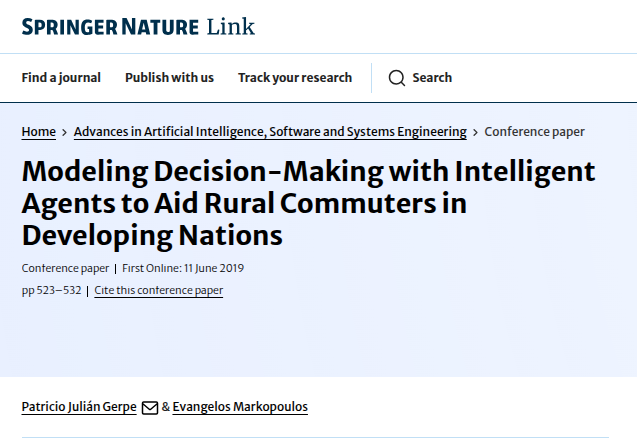 SPRINGER NATURE Link
Find a journal Publish with us Track your research Search
Home > Advances in Artificial Intelligence, Software and Systems Engineering > Conference paper
Modeling Decision-Making with Intelligent
Agents to Aid Rural Commuters in
Developing Nations
Conference paper | First Online: 11 June 2019
pp 523–532 | Cite this conference paper
Patricio Julián Gerpe & Evangelos Markopoulos